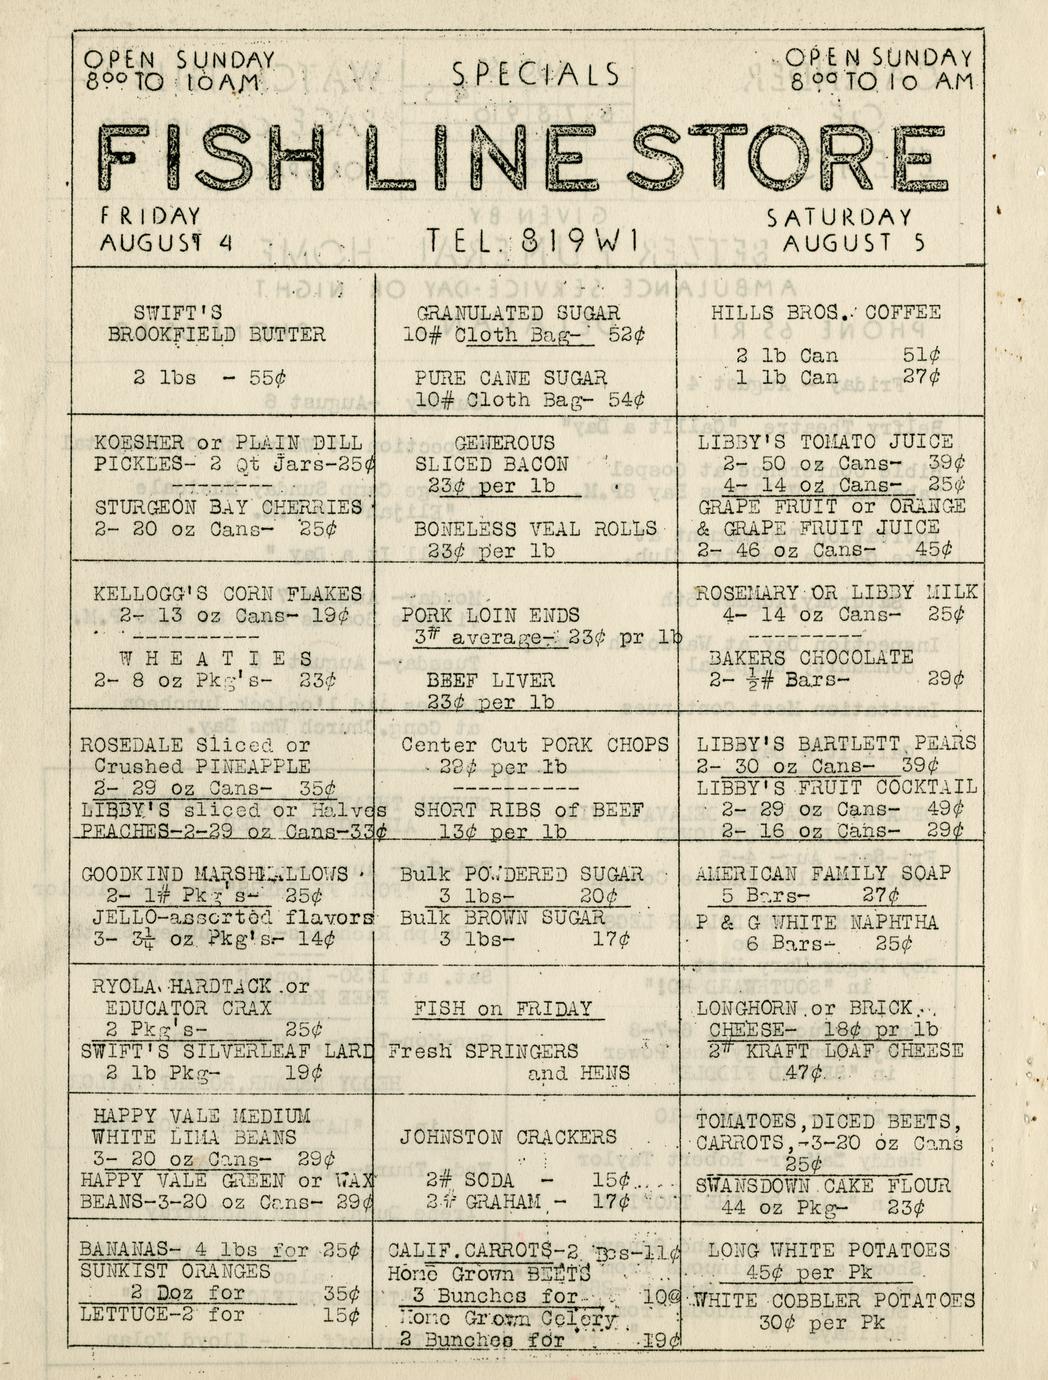 OPEN SUNDAY
8:00 TO 10 AM
SPECIALS
OPEN SUNDAY
8:00 TO 10 AM
FISH LINE STORE
FRIDAY
AUGUST 4
TEL. 819W1
SATURDAY
AUGUST 5
SWIFT'S
BROOKFIELD BUTTER
2 lbs - 55¢
GRANULATED SUGAR
10# Cloth Bag- 52¢
PURE CANE SUGAR
10# Cloth Bag- 54¢
HILLS BROS. COFFEE
2 lb Can 51¢
1 lb Can 27¢
KOESHER or PLAIN DILL
PICKLES- 2 Qt Jars-25¢
----------
STURGEON BAY CHERRIES
2- 20 oz Cans- 25¢
GENEROUS
SLICED BACON
23¢ per lb
BONELESS VEAL ROLLS
23¢ per lb
LIBBY'S TOMATO JUICE
2- 50 oz Cans- 39¢
4- 14 oz Cans- 25¢
GRAPE FRUIT or ORANGE
& GRAPE FRUIT JUICE
2- 46 oz Cans- 45¢
KELLOGG'S CORN FLAKES
2- 13 oz Cans- 19¢
----------
W H E A T I E S
2- 8 oz Pkg's- 23¢
PORK LOIN ENDS
3# average- 23¢ pr lb
BEEF LIVER
23¢ per lb
ROSEMARY OR LIBBY MILK
4- 14 oz Cans- 25¢
----------
BAKERS CHOCOLATE
2- ½# Bars- 29¢
ROSEDALE Sliced or
Crushed PINEAPPLE
2- 29 oz Cans- 35¢
LIBBY'S sliced or Halves
PEACHES-2-29 oz Cans-33¢
Center Cut PORK CHOPS
29¢ per lb
----------
SHORT RIBS of BEEF
13¢ per lb
LIBBY'S BARTLETT PEARS
2- 30 oz Cans- 39¢
LIBBY'S FRUIT COCKTAIL
2- 29 oz Cans- 49¢
2- 16 oz Cans- 29¢
GOODKIND MARSHMALLOWS
2- 1# Pkg's- 25¢
JELLO-assorted flavors
3- 3¼ oz Pkg's- 14¢
Bulk POWDERED SUGAR
3 lbs- 20¢
Bulk BROWN SUGAR
3 lbs- 17¢
AMERICAN FAMILY SOAP
5 Bars- 27¢
P & G WHITE NAPHTHA
6 Bars- 25¢
RYOLA HARDTACK or
EDUCATOR CRAX
2 Pkg's- 25¢
SWIFT'S SILVERLEAF LARD
2 lb Pkg- 19¢
FISH on FRIDAY
Fresh SPRINGERS
and HENS
LONGHORN or BRICK
CHEESE- 18¢ pr lb
2# KRAFT LOAF CHEESE
47¢
HAPPY VALE MEDIUM
WHITE LIMA BEANS
3- 20 oz Cans- 29¢
HAPPY VALE GREEN or WAX
BEANS-3-20 oz Cans- 29¢
JOHNSTON CRACKERS
2# SODA - 15¢
2# GRAHAM - 17¢
TOMATOES, DICED BEETS,
CARROTS,-3-20 oz Cans
25¢
SWANSDOWN CAKE FLOUR
44 oz Pkg- 23¢
BANANAS- 4 lbs for 25¢
SUNKIST ORANGES
2 Doz for 35¢
LETTUCE-2 for 15¢
CALIF.CARROTS-2 Bcs-11¢
Home Grown BEETS
3 Bunches for- 10¢
Home Grown Celery
2 Bunches for 19¢
LONG WHITE POTATOES
45¢ per Pk
WHITE COBBLER POTATOES
30¢ per Pk